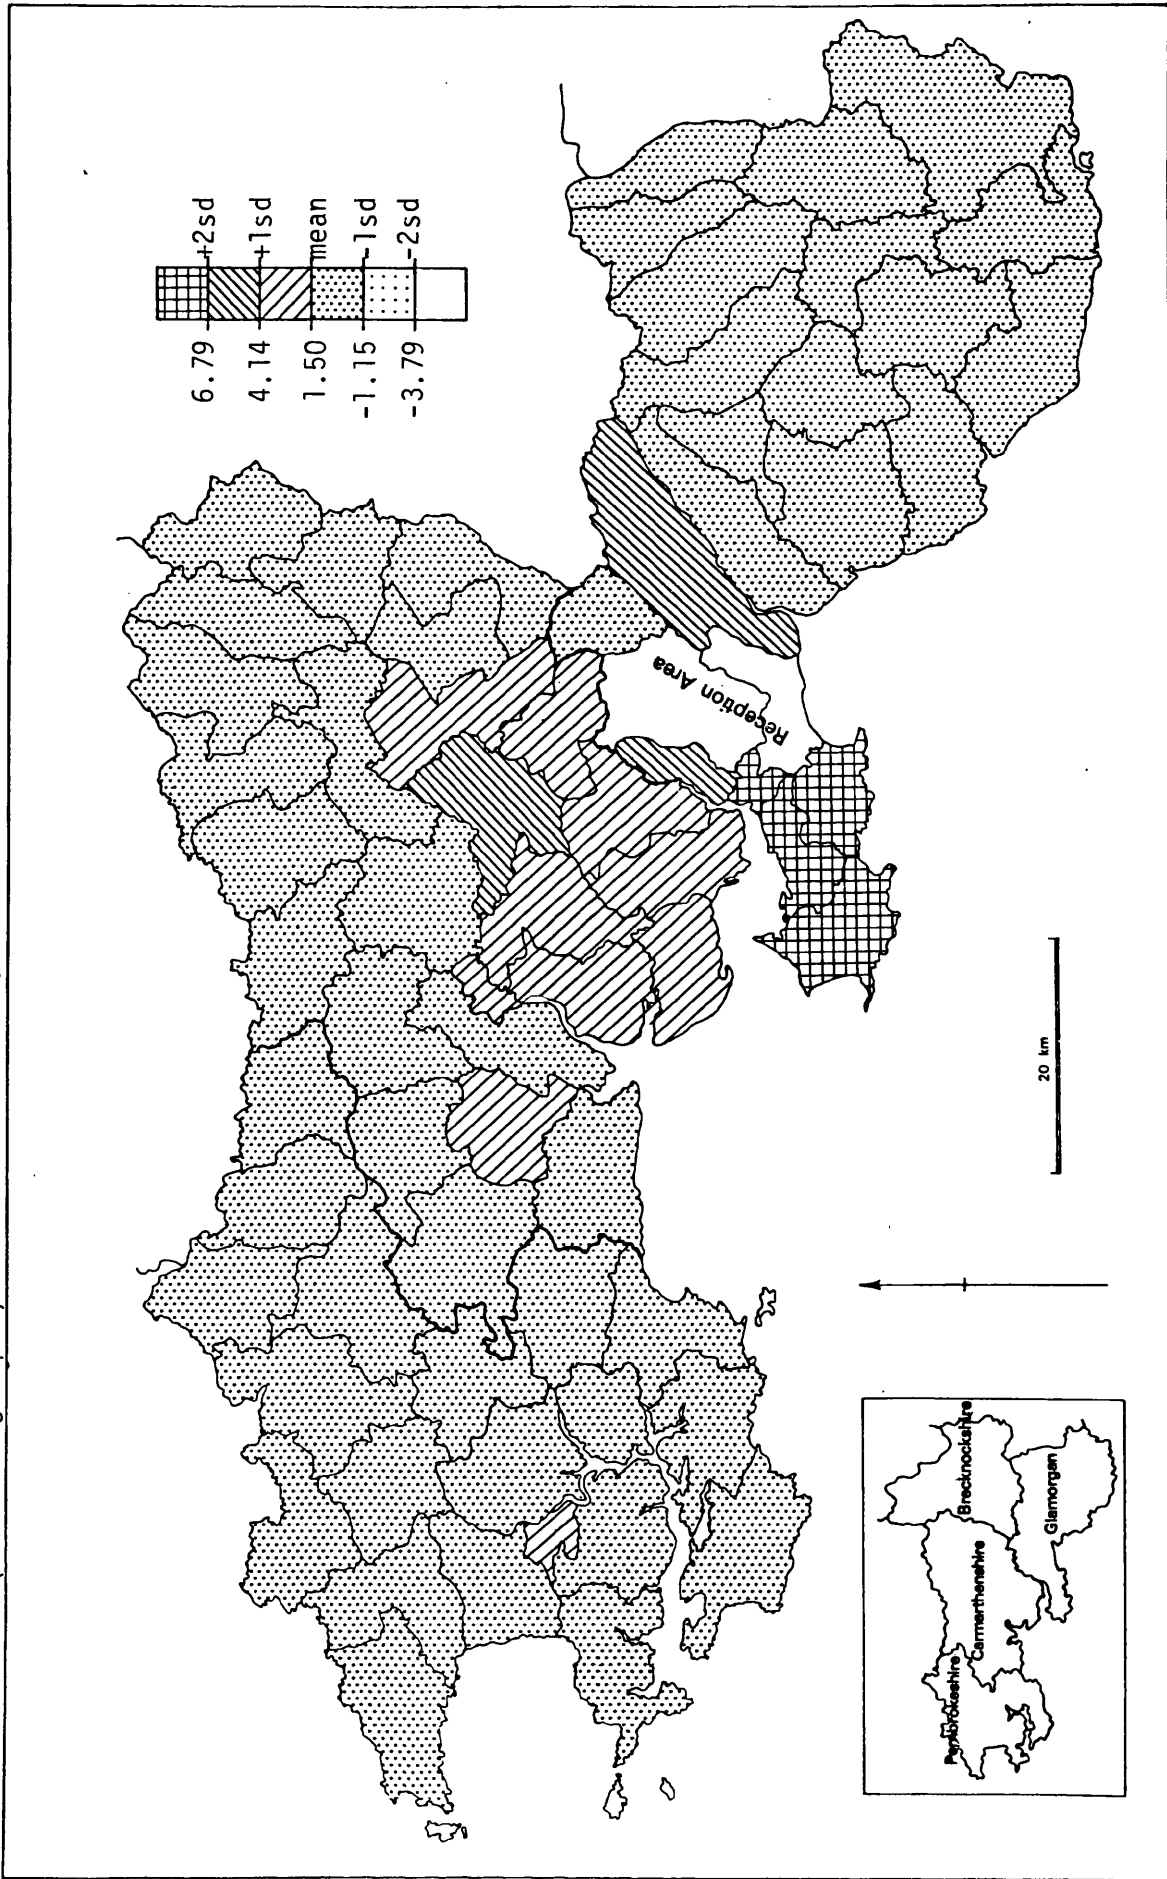 6.79 +2sd
4.14 +1sd
1.50 mean
-1.15 -1sd
-3.79 -2sd
Reception Area
20 km
Pembrokeshire
Carmarthenshire
Brecknockshire
Glamorgan